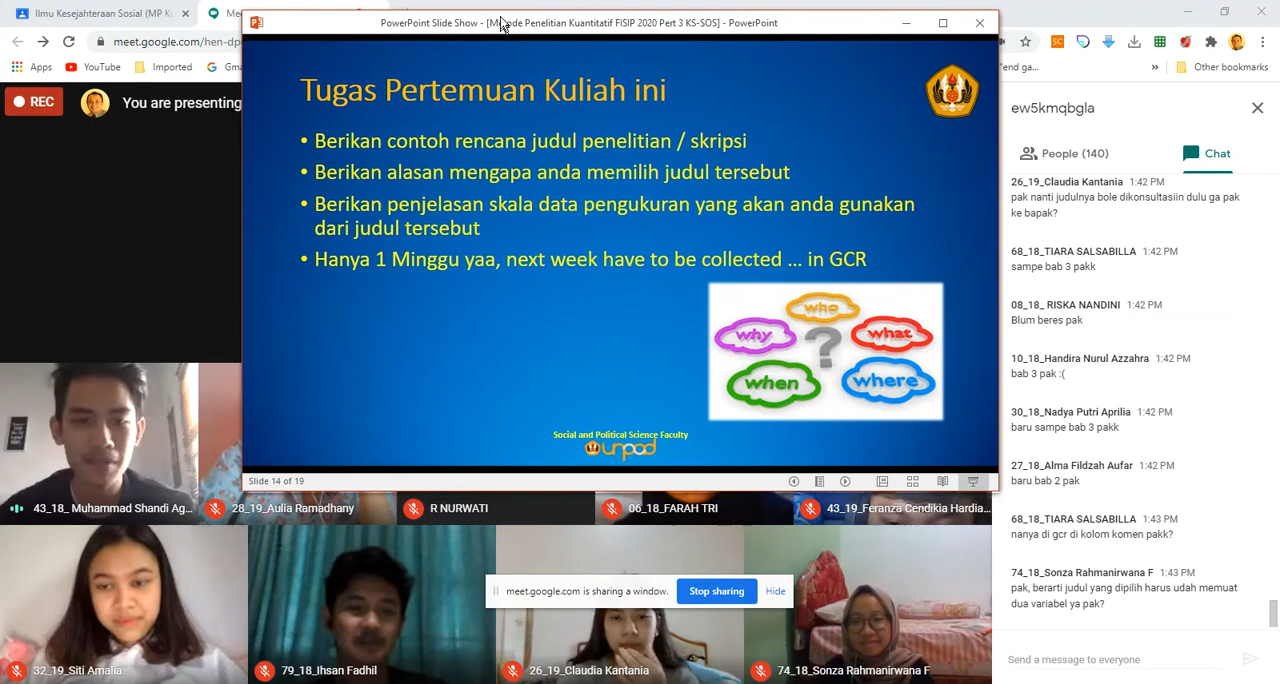 Ilmu Kesejahteraan Sosial (MP K
PowerPoint Slide Show - [Metode Penelitian Kuantitatif FISIP 2020 Pert 3 KS-SOS] - PowerPoint
meet.google.com/hen-dp
Apps
YouTube
Imported
Other bookmarks
REC
You are presenting
Tugas Pertemuan Kuliah ini
• Berikan contoh rencana judul penelitian / skripsi
• Berikan alasan mengapa anda memilih judul tersebut
• Berikan penjelasan skala data pengukuran yang akan anda gunakan
dari judul tersebut
• Hanya 1 Minggu yaa, next week have to be collected ... in GCR
who
why
what
?
when
where
Social and Political Science Faculty
unpad
Slide 14 of 19
43_18_ Muhammad Shandi Ag...
28_19_Aulia Ramadhany
R NURWATI
06_18_FARAH TRI
43_19_Feranza Cendikia Hardia...
meet.google.com is sharing a window.
Stop sharing
Hide
32_19_Siti Amalia
79_18_Ihsan Fadhil
26_19_Claudia Kantania
74_18_Sonza Rahmanirwana F
ew5kmqbgla
People (140)
Chat
26_19_Claudia Kantania 1:42 PM
pak nanti judulnya bole dikonsultasiin dulu ga pak
ke bapak?
68_18_TIARA SALSABILLA 1:42 PM
sampe bab 3 pakk
08_18_ RISKA NANDINI 1:42 PM
Blum beres pak
10_18_Handira Nurul Azzahra 1:42 PM
bab 3 pak :(
30_18_Nadya Putri Aprilia 1:42 PM
baru sampe bab 3 pakk
27_18_Alma Fildzah Aufar 1:42 PM
baru bab 2 pak
68_18_TIARA SALSABILLA 1:43 PM
nanya di gcr di kolom komen pakk?
74_18_Sonza Rahmanirwana F 1:43 PM
pak, berarti judul yang dipilih harus udah memuat
dua variabel ya pak?
Send a message to everyone